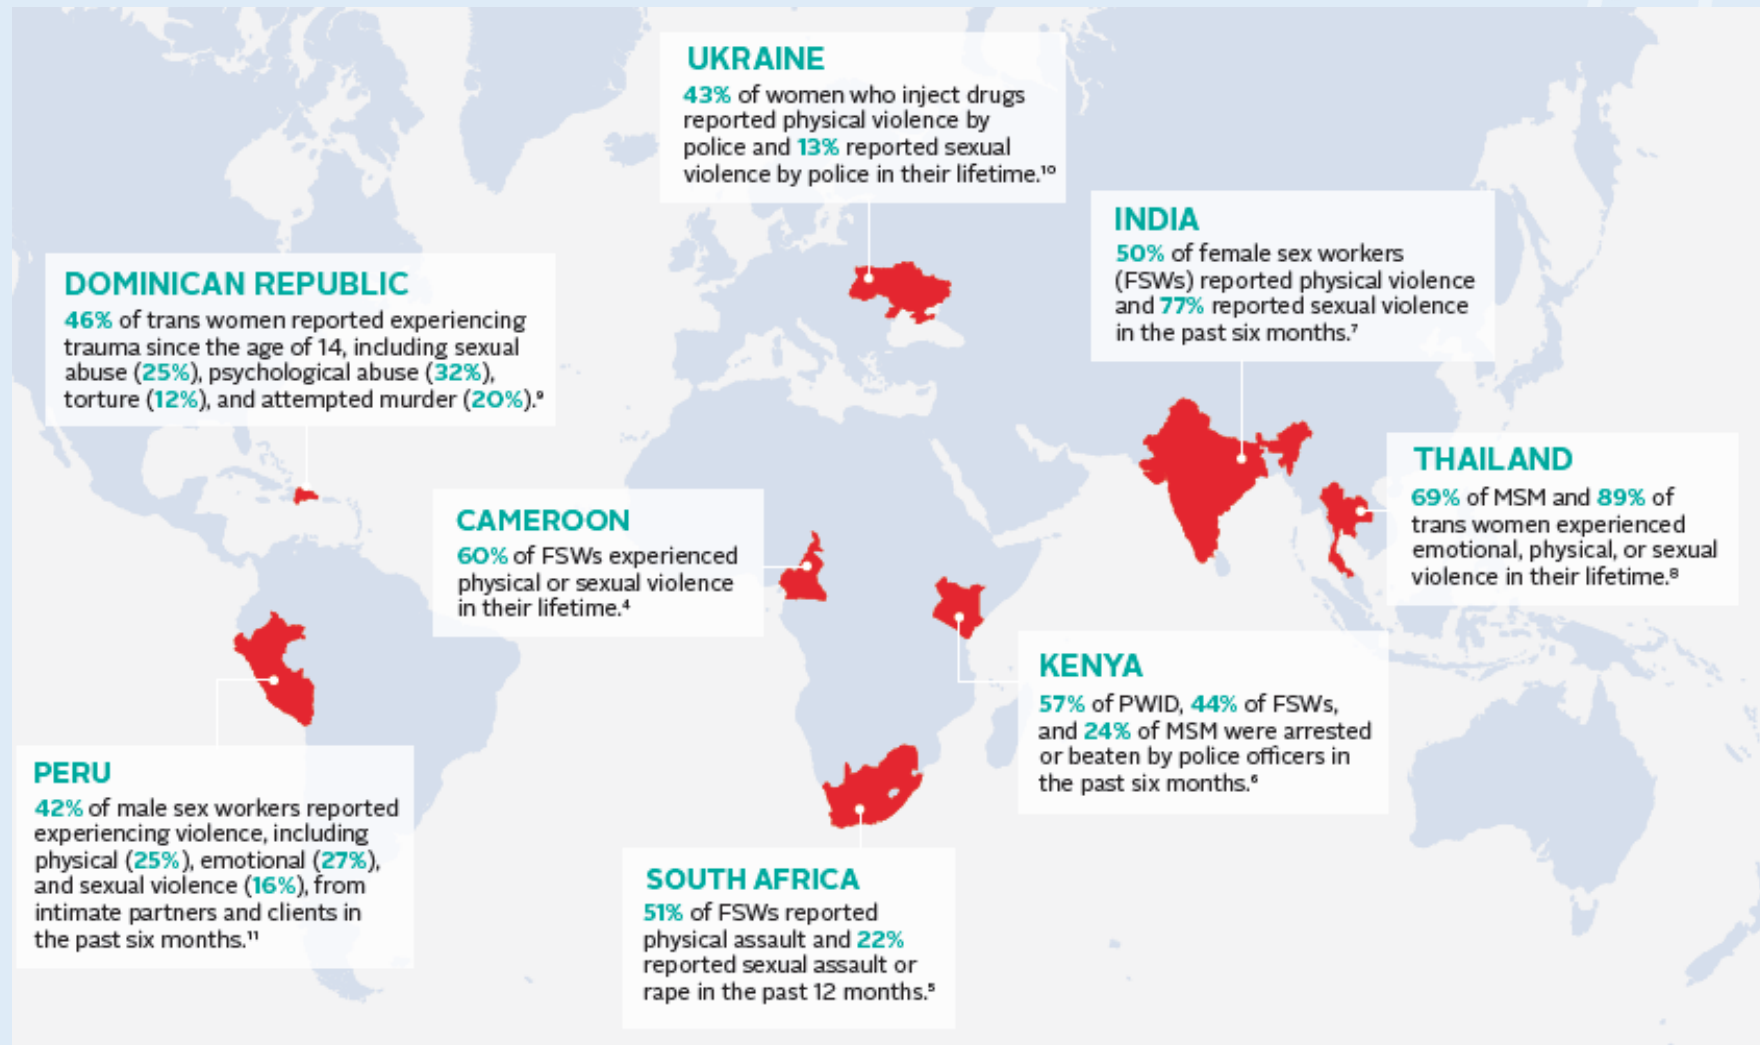 UKRAINE
43% of women who inject drugs
reported physical violence by
police and 13% reported sexual
violence by police in their lifetime.¹⁰
INDIA
50% of female sex workers
(FSWs) reported physical violence
and 77% reported sexual violence
in the past six months.⁷
DOMINICAN REPUBLIC
46% of trans women reported experiencing
trauma since the age of 14, including sexual
abuse (25%), psychological abuse (32%),
torture (12%), and attempted murder (20%).⁹
THAILAND
69% of MSM and 89% of
trans women experienced
emotional, physical, or sexual
violence in their lifetime.⁸
CAMEROON
60% of FSWs experienced
physical or sexual violence
in their lifetime.⁴
KENYA
57% of PWID, 44% of FSWs,
and 24% of MSM were arrested
or beaten by police officers in
the past six months.⁶
PERU
42% of male sex workers reported
experiencing violence, including
physical (25%), emotional (27%),
and sexual violence (16%), from
intimate partners and clients in
the past six months.¹¹
SOUTH AFRICA
51% of FSWs reported
physical assault and 22%
reported sexual assault or
rape in the past 12 months.⁵